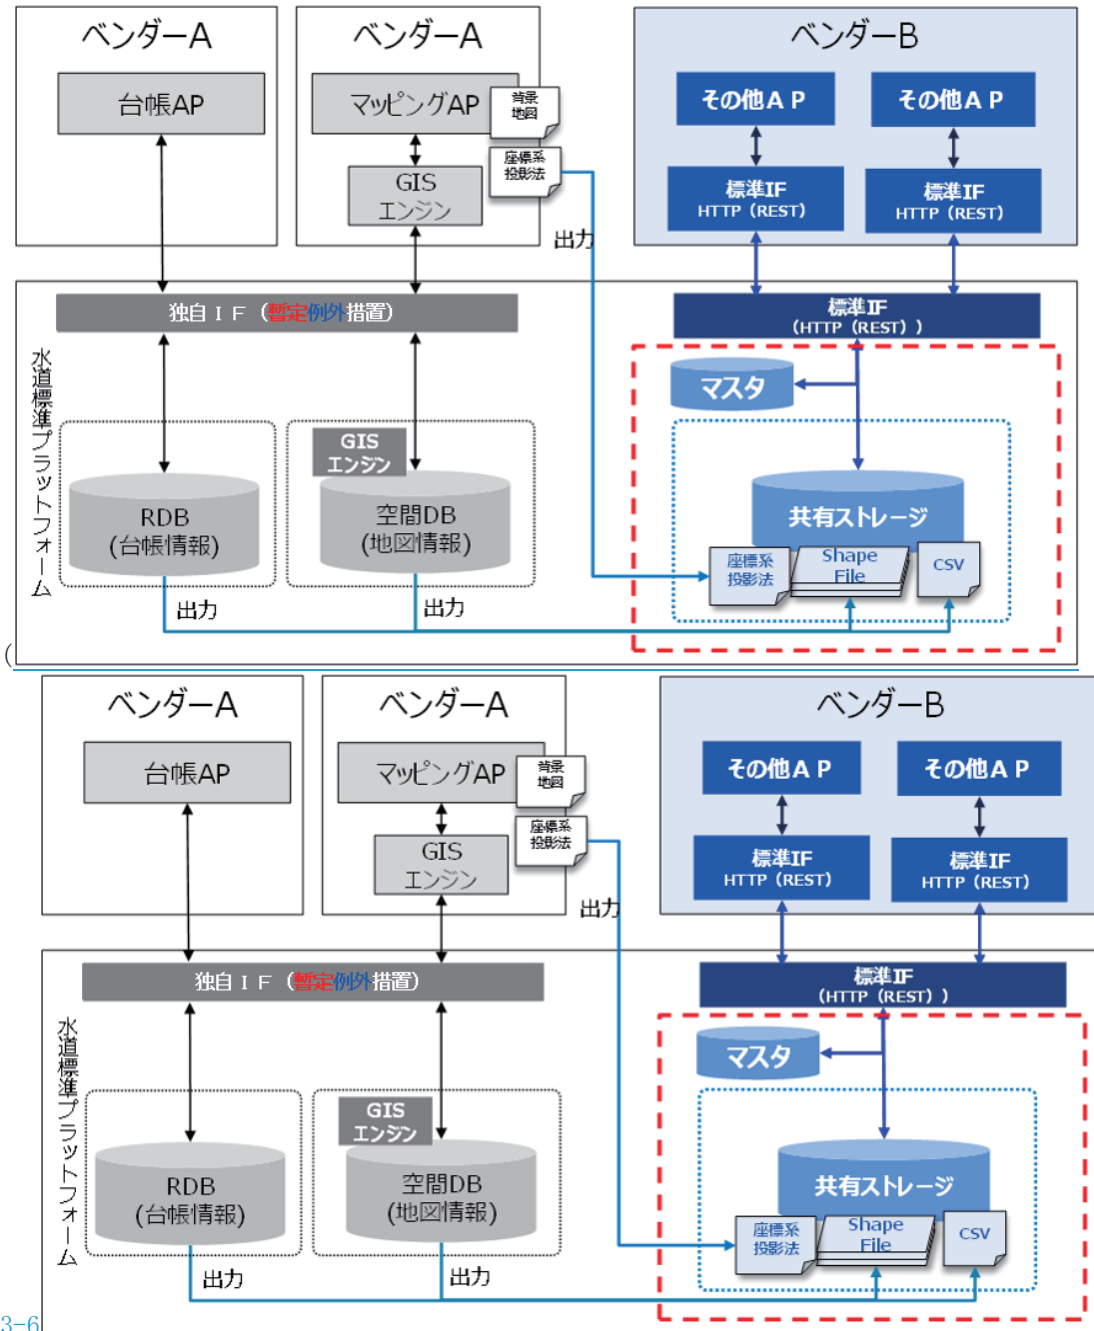 ベンダーA
ベンダーA
ベンダーB
台帳AP
マッピングAP
背景
地図
座標系
投影法
GIS
エンジン
出力
その他AP
その他AP
標準IF
HTTP（REST）
標準IF
HTTP（REST）
独自IF（暫定例外措置）
標準IF
（HTTP（REST））
水道標準プラットフォーム
マスタ
GIS
エンジン
RDB
(台帳情報)
空間DB
(地図情報)
共有ストレージ
座標系
投影法
Shape
File
CSV
出力
出力
(
ベンダーA
ベンダーA
ベンダーB
台帳AP
マッピングAP
背景
地図
座標系
投影法
GIS
エンジン
出力
その他AP
その他AP
標準IF
HTTP（REST）
標準IF
HTTP（REST）
独自IF（暫定例外措置）
標準IF
（HTTP（REST））
水道標準プラットフォーム
マスタ
GIS
エンジン
RDB
(台帳情報)
空間DB
(地図情報)
共有ストレージ
座標系
投影法
Shape
File
CSV
出力
出力
3-6